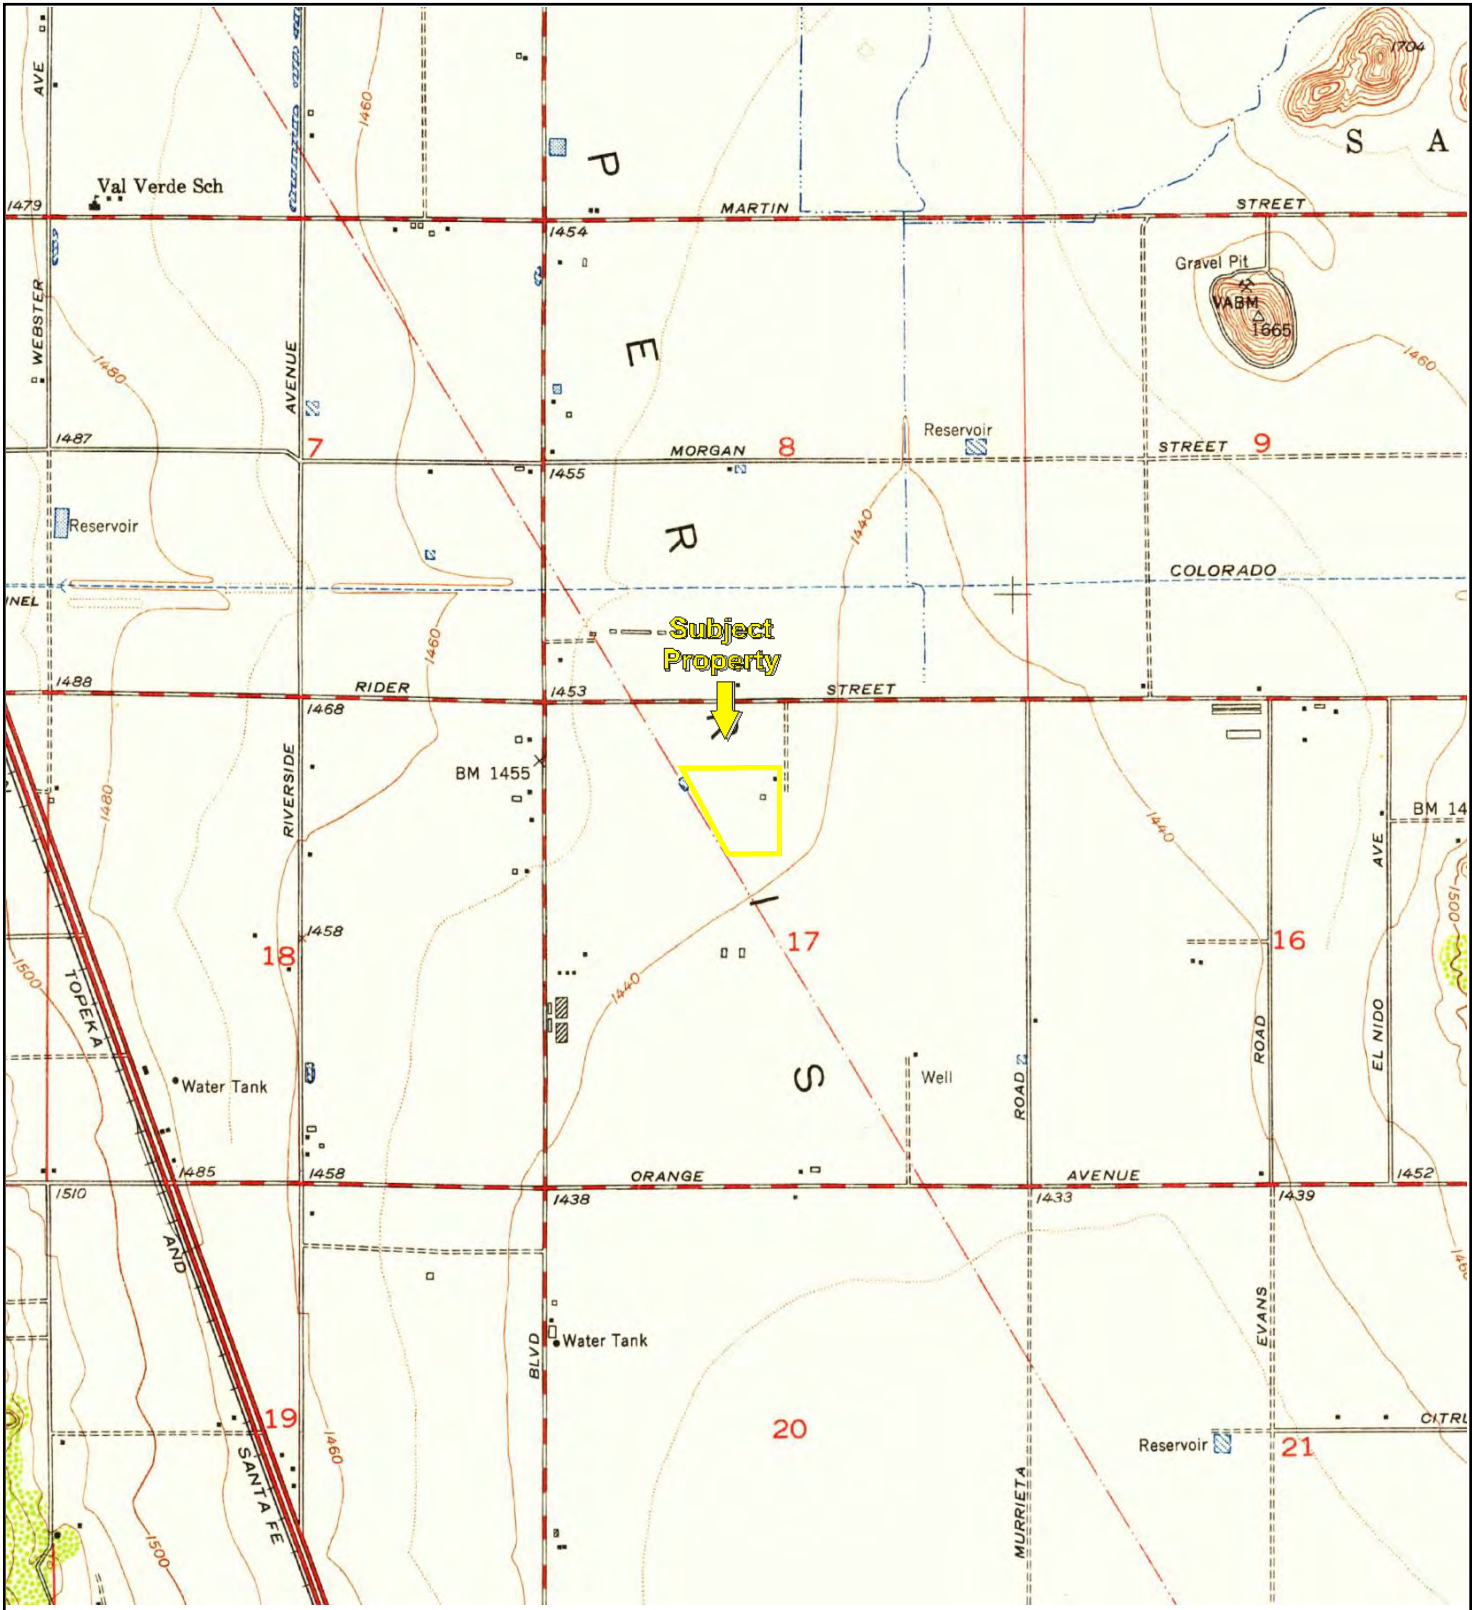 1704
AVE
1460
P
S A
Val Verde Sch
1479
MARTIN
STREET
1454
Gravel Pit
VABM
1665
WEBSTER
E
1480
AVENUE
1460
1487
7
MORGAN
8
Reservoir
STREET
9
1455
Reservoir
R
1440
COLORADO
NEL
1460
Subject
Property
1488
RIDER
1453
STREET
1468
R
BM 1455
RIVERSIDE
1480
1440
BM 14
AVE
I
1500
18
1458
17
16
1500
TOPEKA
1440
ROAD
EL NIDO
S
Water Tank
Well
ROAD
1485
1458
ORANGE
AVENUE
1452
1510
1438
1433
1439
AND
146
EVANS
BLVD
Water Tank
19
20
CITRU
1460
Reservoir
21
SANTA FE
MURRIETA
1500